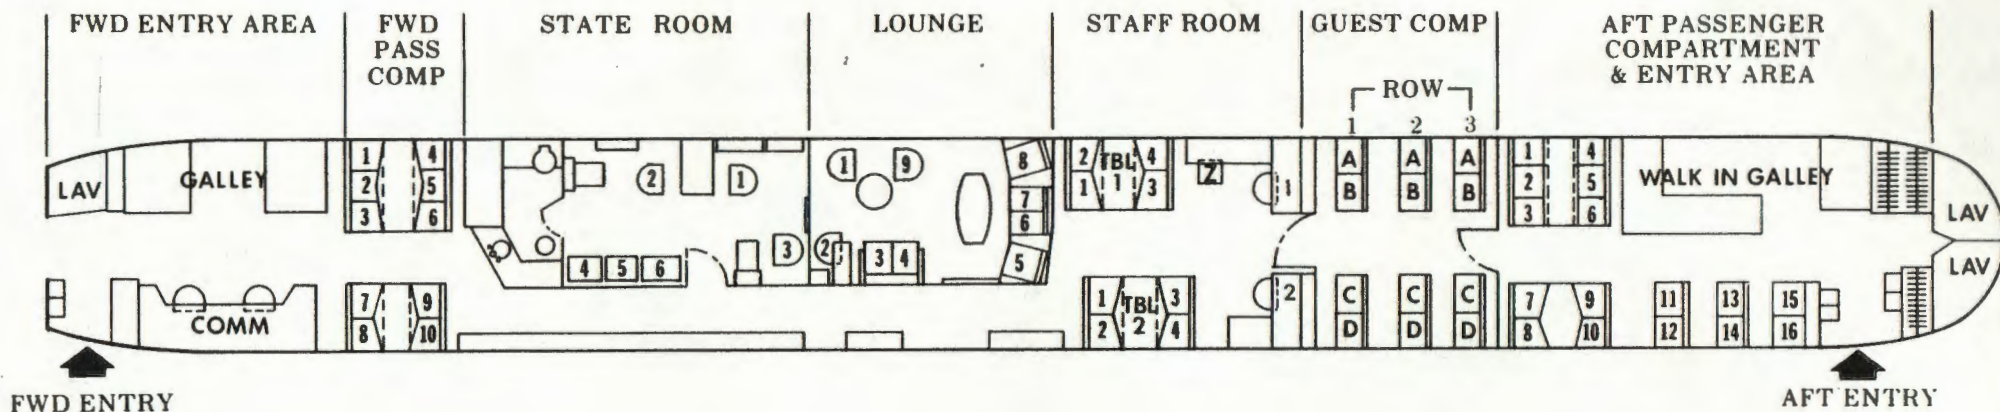 FWD ENTRY AREA
FWD
PASS
COMP
STATE ROOM
LOUNGE
STAFF ROOM
GUEST COMP
ROW
1 2 3
AFT PASSENGER
COMPARTMENT
& ENTRY AREA
LAV
GALLEY
COMM
1 4
2 5
3 6
7 9
8 10
2 1
3
4 5 6
1 9
2
3 4
8
7
6
5
2 TBL 4
1 1 3
1 TBL 3
2 2 4
Z
1
2
A A A
B B B
C C C
D D D
1 4
2 5
3 6
7 9
8 10
11 13 15
12 14 16
WALK IN GALLEY
LAV
LAV
FWD ENTRY
AFT ENTRY